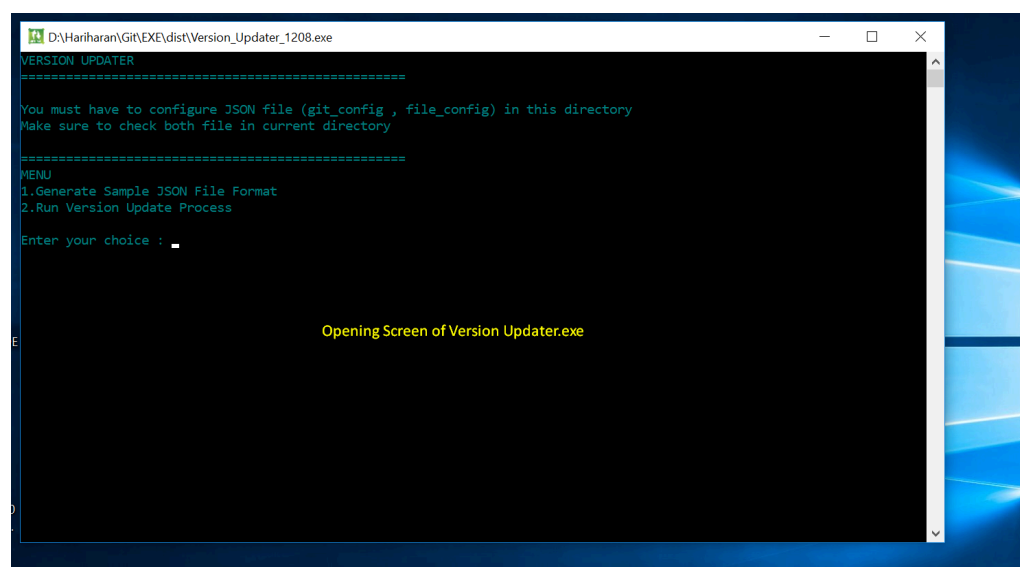 D:\Hariharan\Git\EXE\dist\Version_Updater_1208.exe
VERSION UPDATER
===================================================
You must have to configure JSON file (git_config , file_config) in this directory
Make sure to check both file in current directory
===================================================
MENU
1.Generate Sample JSON File Format
2.Run Version Update Process
Enter your choice :
Opening Screen of Version Updater.exe
E